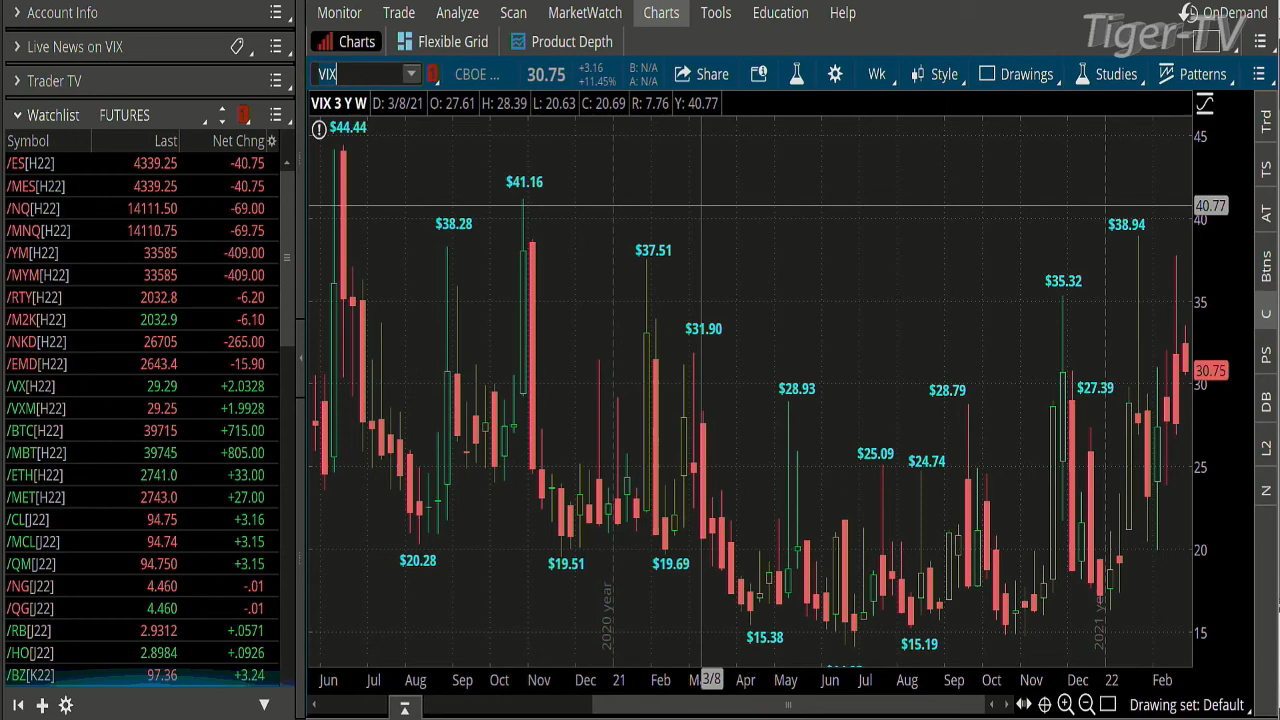 Account Info
Live News on VIX
Trader TV
Watchlist FUTURES 1
Symbol Last Net Chng
/ES[H22] 4339.25 -40.75
/MES[H22] 4339.25 -40.75
/NQ[H22] 14111.50 -69.00
/MNQ[H22] 14110.75 -69.75
/YM[H22] 33585 -409.00
/MYM[H22] 33585 -409.00
/RTY[H22] 2032.8 -6.20
/M2K[H22] 2032.9 -6.10
/NKD[H22] 26705 -265.00
/EMD[H22] 2643.4 -15.90
/VX[H22] 29.29 +2.0328
/VXM[H22] 29.25 +1.9928
/BTC[H22] 39715 +715.00
/MBT[H22] 39745 +805.00
/ETH[H22] 2741.0 +33.00
/MET[H22] 2743.0 +27.00
/CL[J22] 94.75 +3.16
/MCL[J22] 94.74 +3.15
/QM[J22] 94.750 +3.15
/NG[J22] 4.460 -.01
/QG[J22] 4.460 -.01
/RB[J22] 2.9312 +.0571
/HO[J22] 2.8984 +.0926
/BZ[K22] 97.36 +3.24
Monitor Trade Analyze Scan MarketWatch Charts Tools Education Help OnDemand
Tiger-TV
Charts Flexible Grid Product Depth
VIX 1 CBOE ... 30.75 +3.16 +11.45% B: N/A A: N/A Share Wk Style Drawings Studies Patterns
VIX 3 Y W D: 3/8/21 O: 27.61 H: 28.39 L: 20.63 C: 20.69 R: 7.76 Y: 40.77
$44.44
$41.16
$38.28
$37.51
$31.90
$28.93
$25.09
$24.74
$28.79
$35.32
$27.39
$38.94
$20.28
$19.51
$19.69
$15.38
$15.19
2020 year
2021 ye
45
40.77
40
35
30.75
30
25
20
15
Jun Jul Aug Sep Oct Nov Dec 21 Feb M 3/8 Apr May Jun Jul Aug Sep Oct Nov Dec 22 Feb
Trd
TS
AT
Btns
C
PS
DB
L2
N
Drawing set: Default